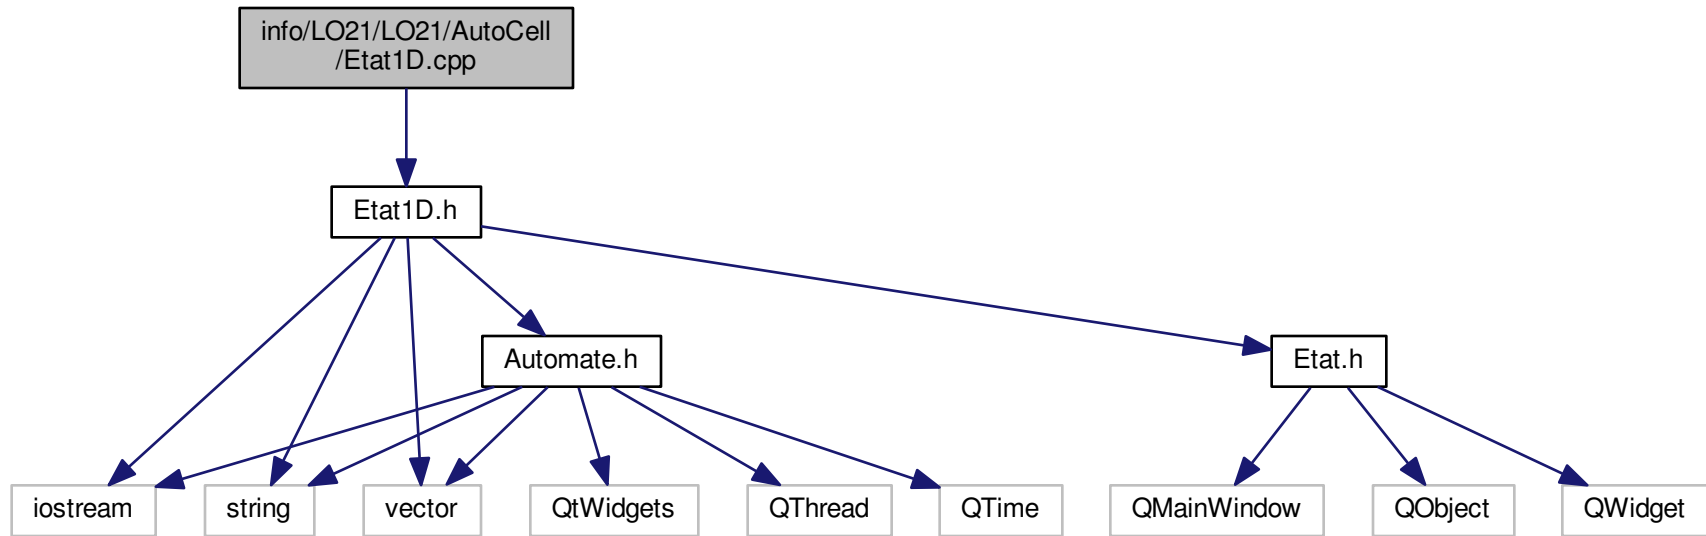 info/LO21/LO21/AutoCell
/Etat1D.cpp
Etat1D.h
Automate.h
Etat.h
iostream
string
vector
QtWidgets
QThread
QTime
QMainWindow
QObject
QWidget